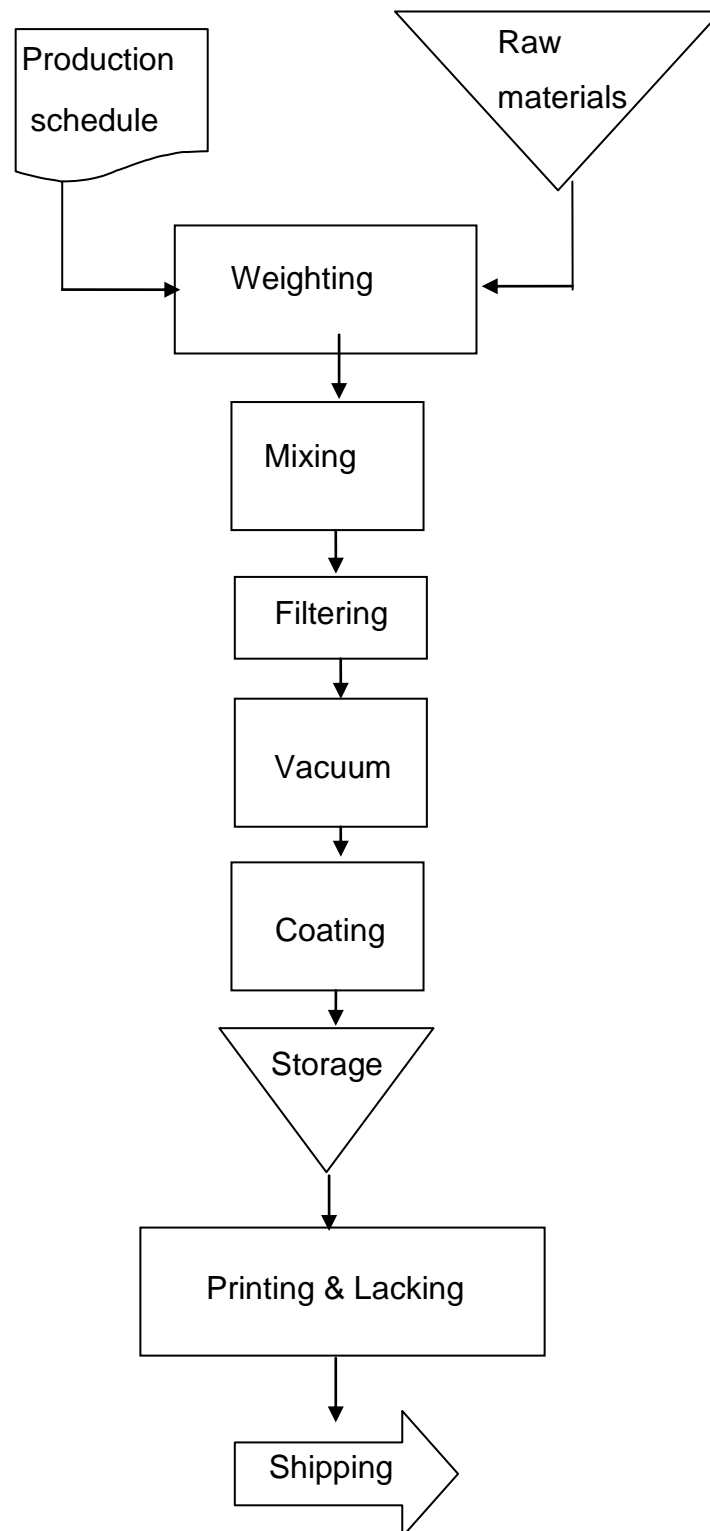 Production
schedule
Raw
materials
Weighting
Mixing
Filtering
Vacuum
Coating
Storage
Printing & Lacking
Shipping